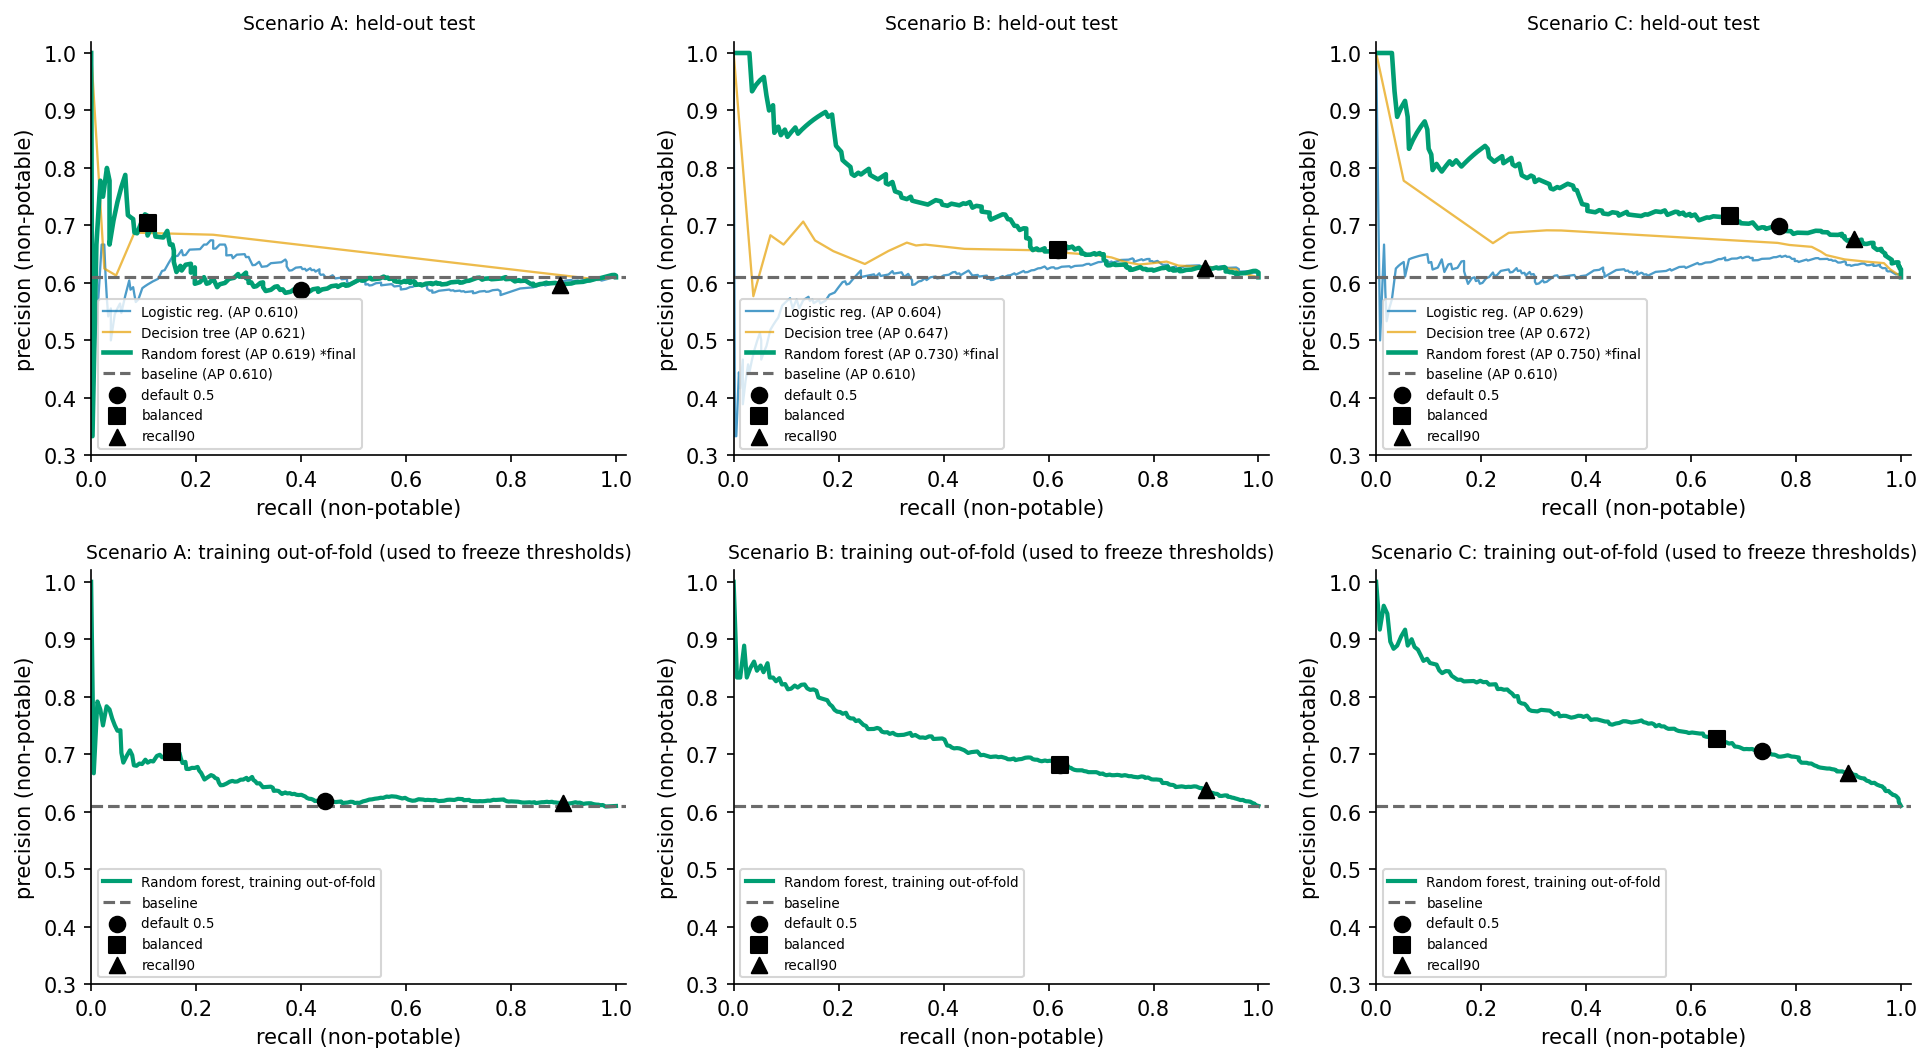 Scenario A: held-out test
1.0
0.9
0.8
0.7
0.6
0.5
0.4
0.3
precision (non-potable)
Logistic reg. (AP 0.610)
Decision tree (AP 0.621)
Random forest (AP 0.619) *final
baseline (AP 0.610)
default 0.5
balanced
recall90
0.0 0.2 0.4 0.6 0.8 1.0
recall (non-potable)
Scenario B: held-out test
1.0
0.9
0.8
0.7
0.6
0.5
0.4
0.3
precision (non-potable)
Logistic reg. (AP 0.604)
Decision tree (AP 0.647)
Random forest (AP 0.730) *final
baseline (AP 0.610)
default 0.5
balanced
recall90
0.0 0.2 0.4 0.6 0.8 1.0
recall (non-potable)
Scenario C: held-out test
1.0
0.9
0.8
0.7
0.6
0.5
0.4
0.3
precision (non-potable)
Logistic reg. (AP 0.629)
Decision tree (AP 0.672)
Random forest (AP 0.750) *final
baseline (AP 0.610)
default 0.5
balanced
recall90
0.0 0.2 0.4 0.6 0.8 1.0
recall (non-potable)
Scenario A: training out-of-fold (used to freeze thresholds)
1.0
0.9
0.8
0.7
0.6
0.5
0.4
0.3
precision (non-potable)
Random forest, training out-of-fold
baseline
default 0.5
balanced
recall90
0.0 0.2 0.4 0.6 0.8 1.0
recall (non-potable)
Scenario B: training out-of-fold (used to freeze thresholds)
1.0
0.9
0.8
0.7
0.6
0.5
0.4
0.3
precision (non-potable)
Random forest, training out-of-fold
baseline
default 0.5
balanced
recall90
0.0 0.2 0.4 0.6 0.8 1.0
recall (non-potable)
Scenario C: training out-of-fold (used to freeze thresholds)
1.0
0.9
0.8
0.7
0.6
0.5
0.4
0.3
precision (non-potable)
Random forest, training out-of-fold
baseline
default 0.5
balanced
recall90
0.0 0.2 0.4 0.6 0.8 1.0
recall (non-potable)